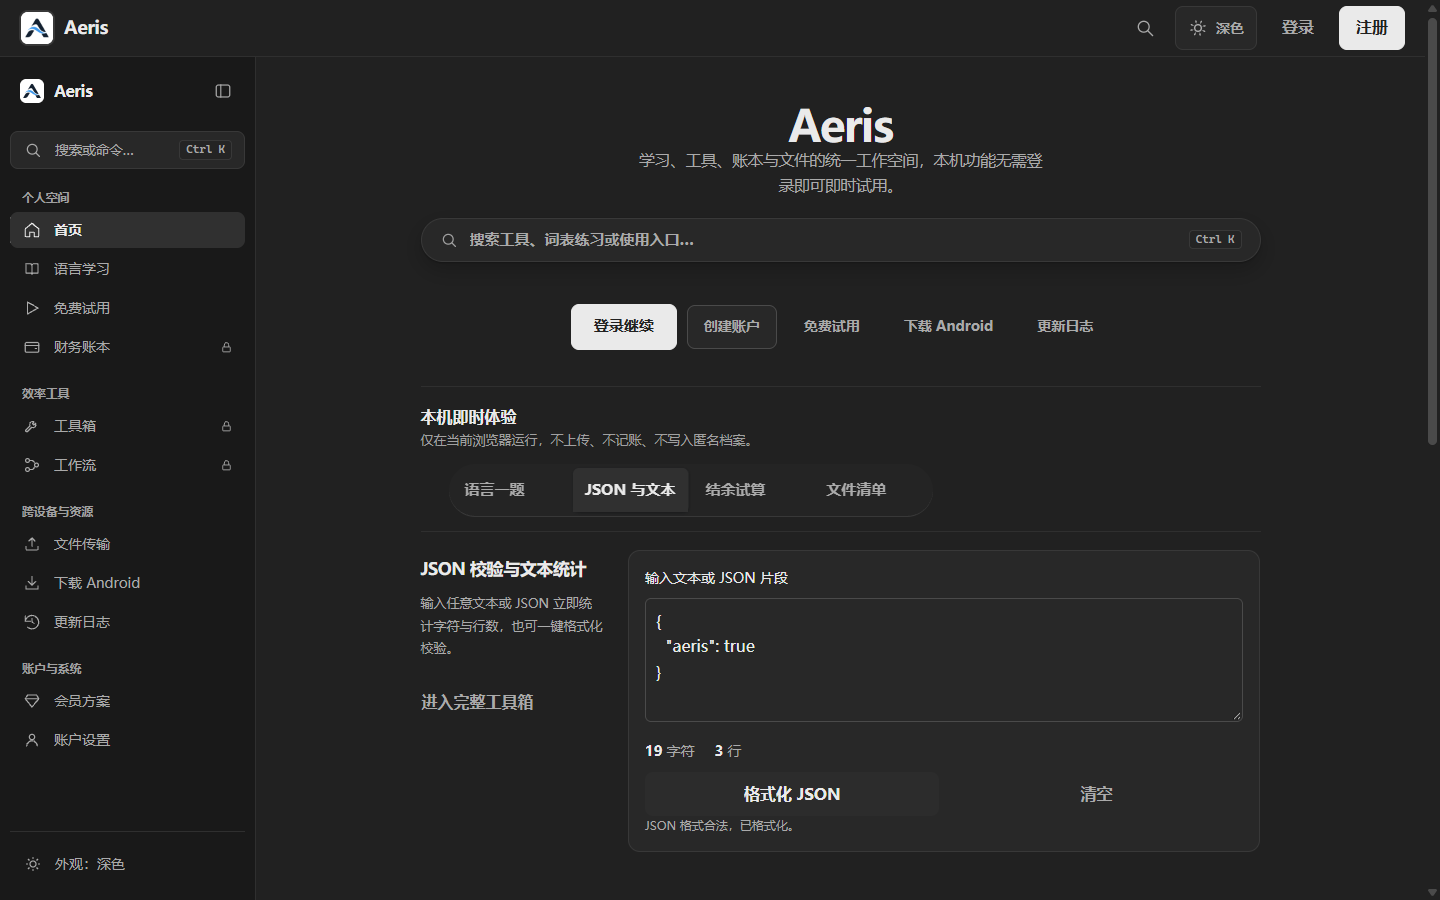 Aeris
深色
登录
注册
Aeris
搜索或命令...
Ctrl K
个人空间
首页
语言学习
免费试用
财务账本
效率工具
工具箱
工作流
跨设备与资源
文件传输
下载 Android
更新日志
账户与系统
会员方案
账户设置
外观：深色
Aeris
学习、工具、账本与文件的统一工作空间，本机功能无需登
录即可即时试用。
搜索工具、词表练习或使用入口...
Ctrl K
登录继续
创建账户
免费试用
下载 Android
更新日志
本机即时体验
仅在当前浏览器运行，不上传、不记账、不写入匿名档案。
语言一题
JSON 与文本
结余试算
文件清单
JSON 校验与文本统计
输入任意文本或 JSON 立即统
计字符与行数，也可一键格式化
校验。
进入完整工具箱
输入文本或 JSON 片段
{
"aeris": true
}
19 字符 3 行
格式化 JSON
清空
JSON 格式合法，已格式化。